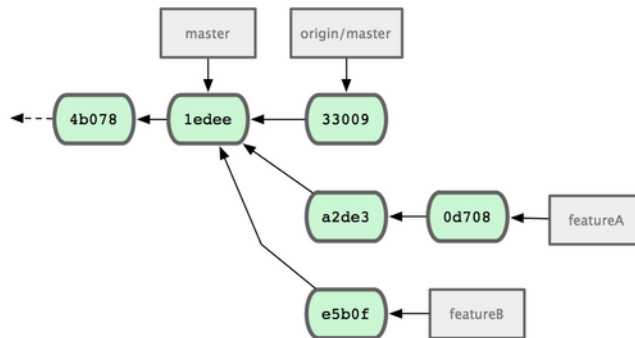 master
origin/master
4b078
1edee
33009
a2de3
0d708
featureA
e5b0f
featureB